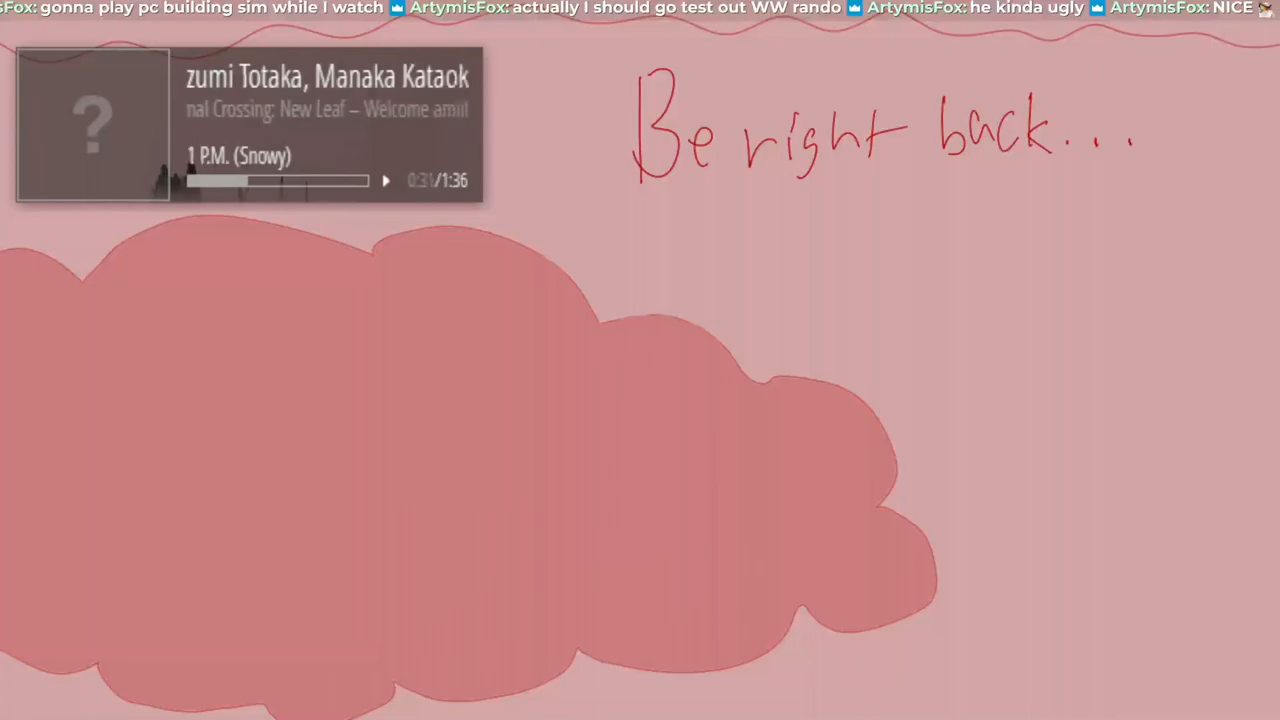 sFox: gonna play pc building sim while I watch ArtymisFox: actually I should go test out WW rando ArtymisFox: he kinda ugly ArtymisFox: NICE
zumi Totaka, Manaka Kataok
nal Crossing: New Leaf – Welcome amii
1 P.M. (Snowy)
0:31/1:36
Be right back...